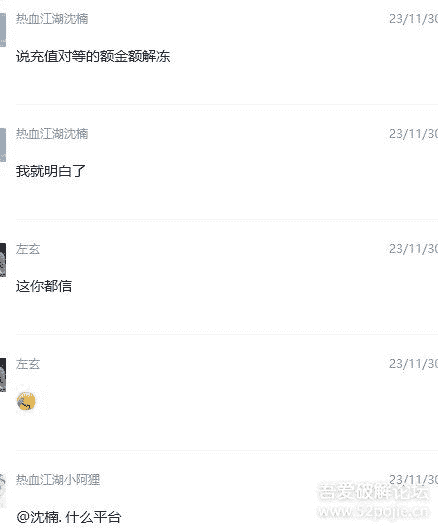 热血江湖沈楠
23/11/30
说充值对等的额金额解冻
热血江湖沈楠
23/11/30
我就明白了
左玄
23/11/30
这你都信
左玄
23/11/30
热血江湖小阿狸
23/11/30
@沈楠. 什么平台
吾爱破解论坛
www.52pojie.cn